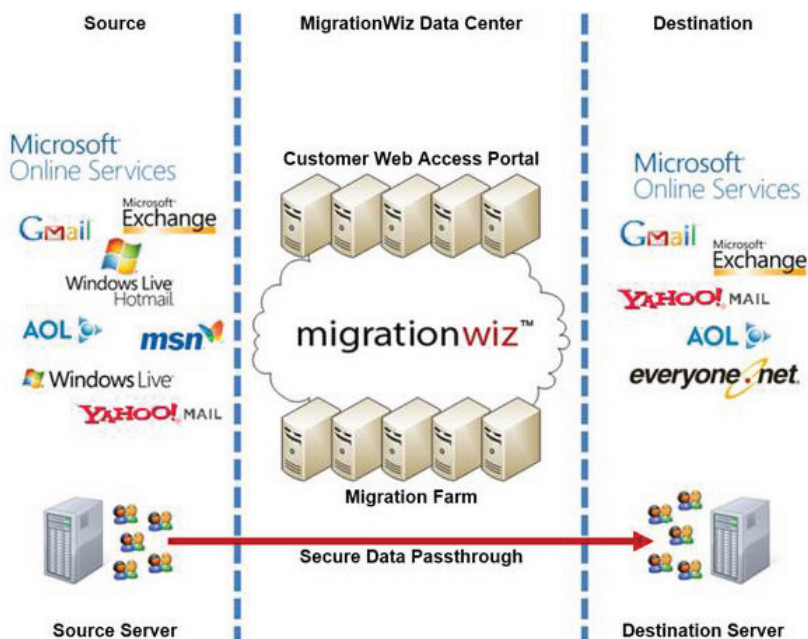 Source
MigrationWiz Data Center
Destination
Microsoft
Online Services
Gmail
Microsoft
Exchange
Windows Live
Hotmail
AOL
msn
Windows Live
YAHOO! MAIL
Customer Web Access Portal
migrationwiz™
Migration Farm
Microsoft
Online Services
Gmail
Microsoft
Exchange
YAHOO! MAIL
AOL
everyone.net
Secure Data Passthrough
Source Server
Destination Server